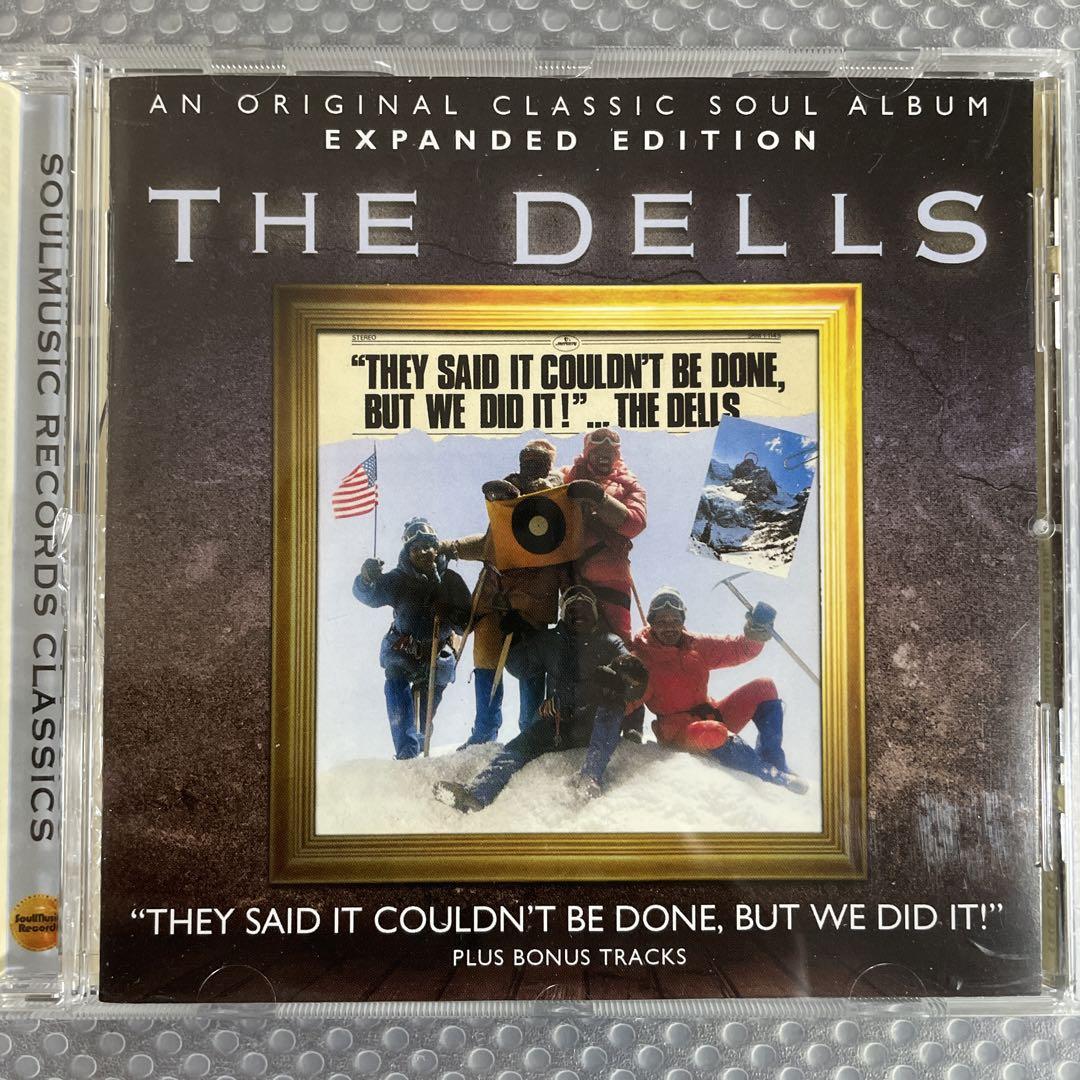 AN ORIGINAL CLASSIC SOUL ALBUM
EXPANDED EDITION
THE DELLS
STEREO
"THEY SAID IT COULDN'T BE DONE,
BUT WE DID IT!"... THE DELLS
"THEY SAID IT COULDN'T BE DONE, BUT WE DID IT!"
PLUS BONUS TRACKS
SOULMUSIC RECORDS CLASSICS
SoulMusic
Records